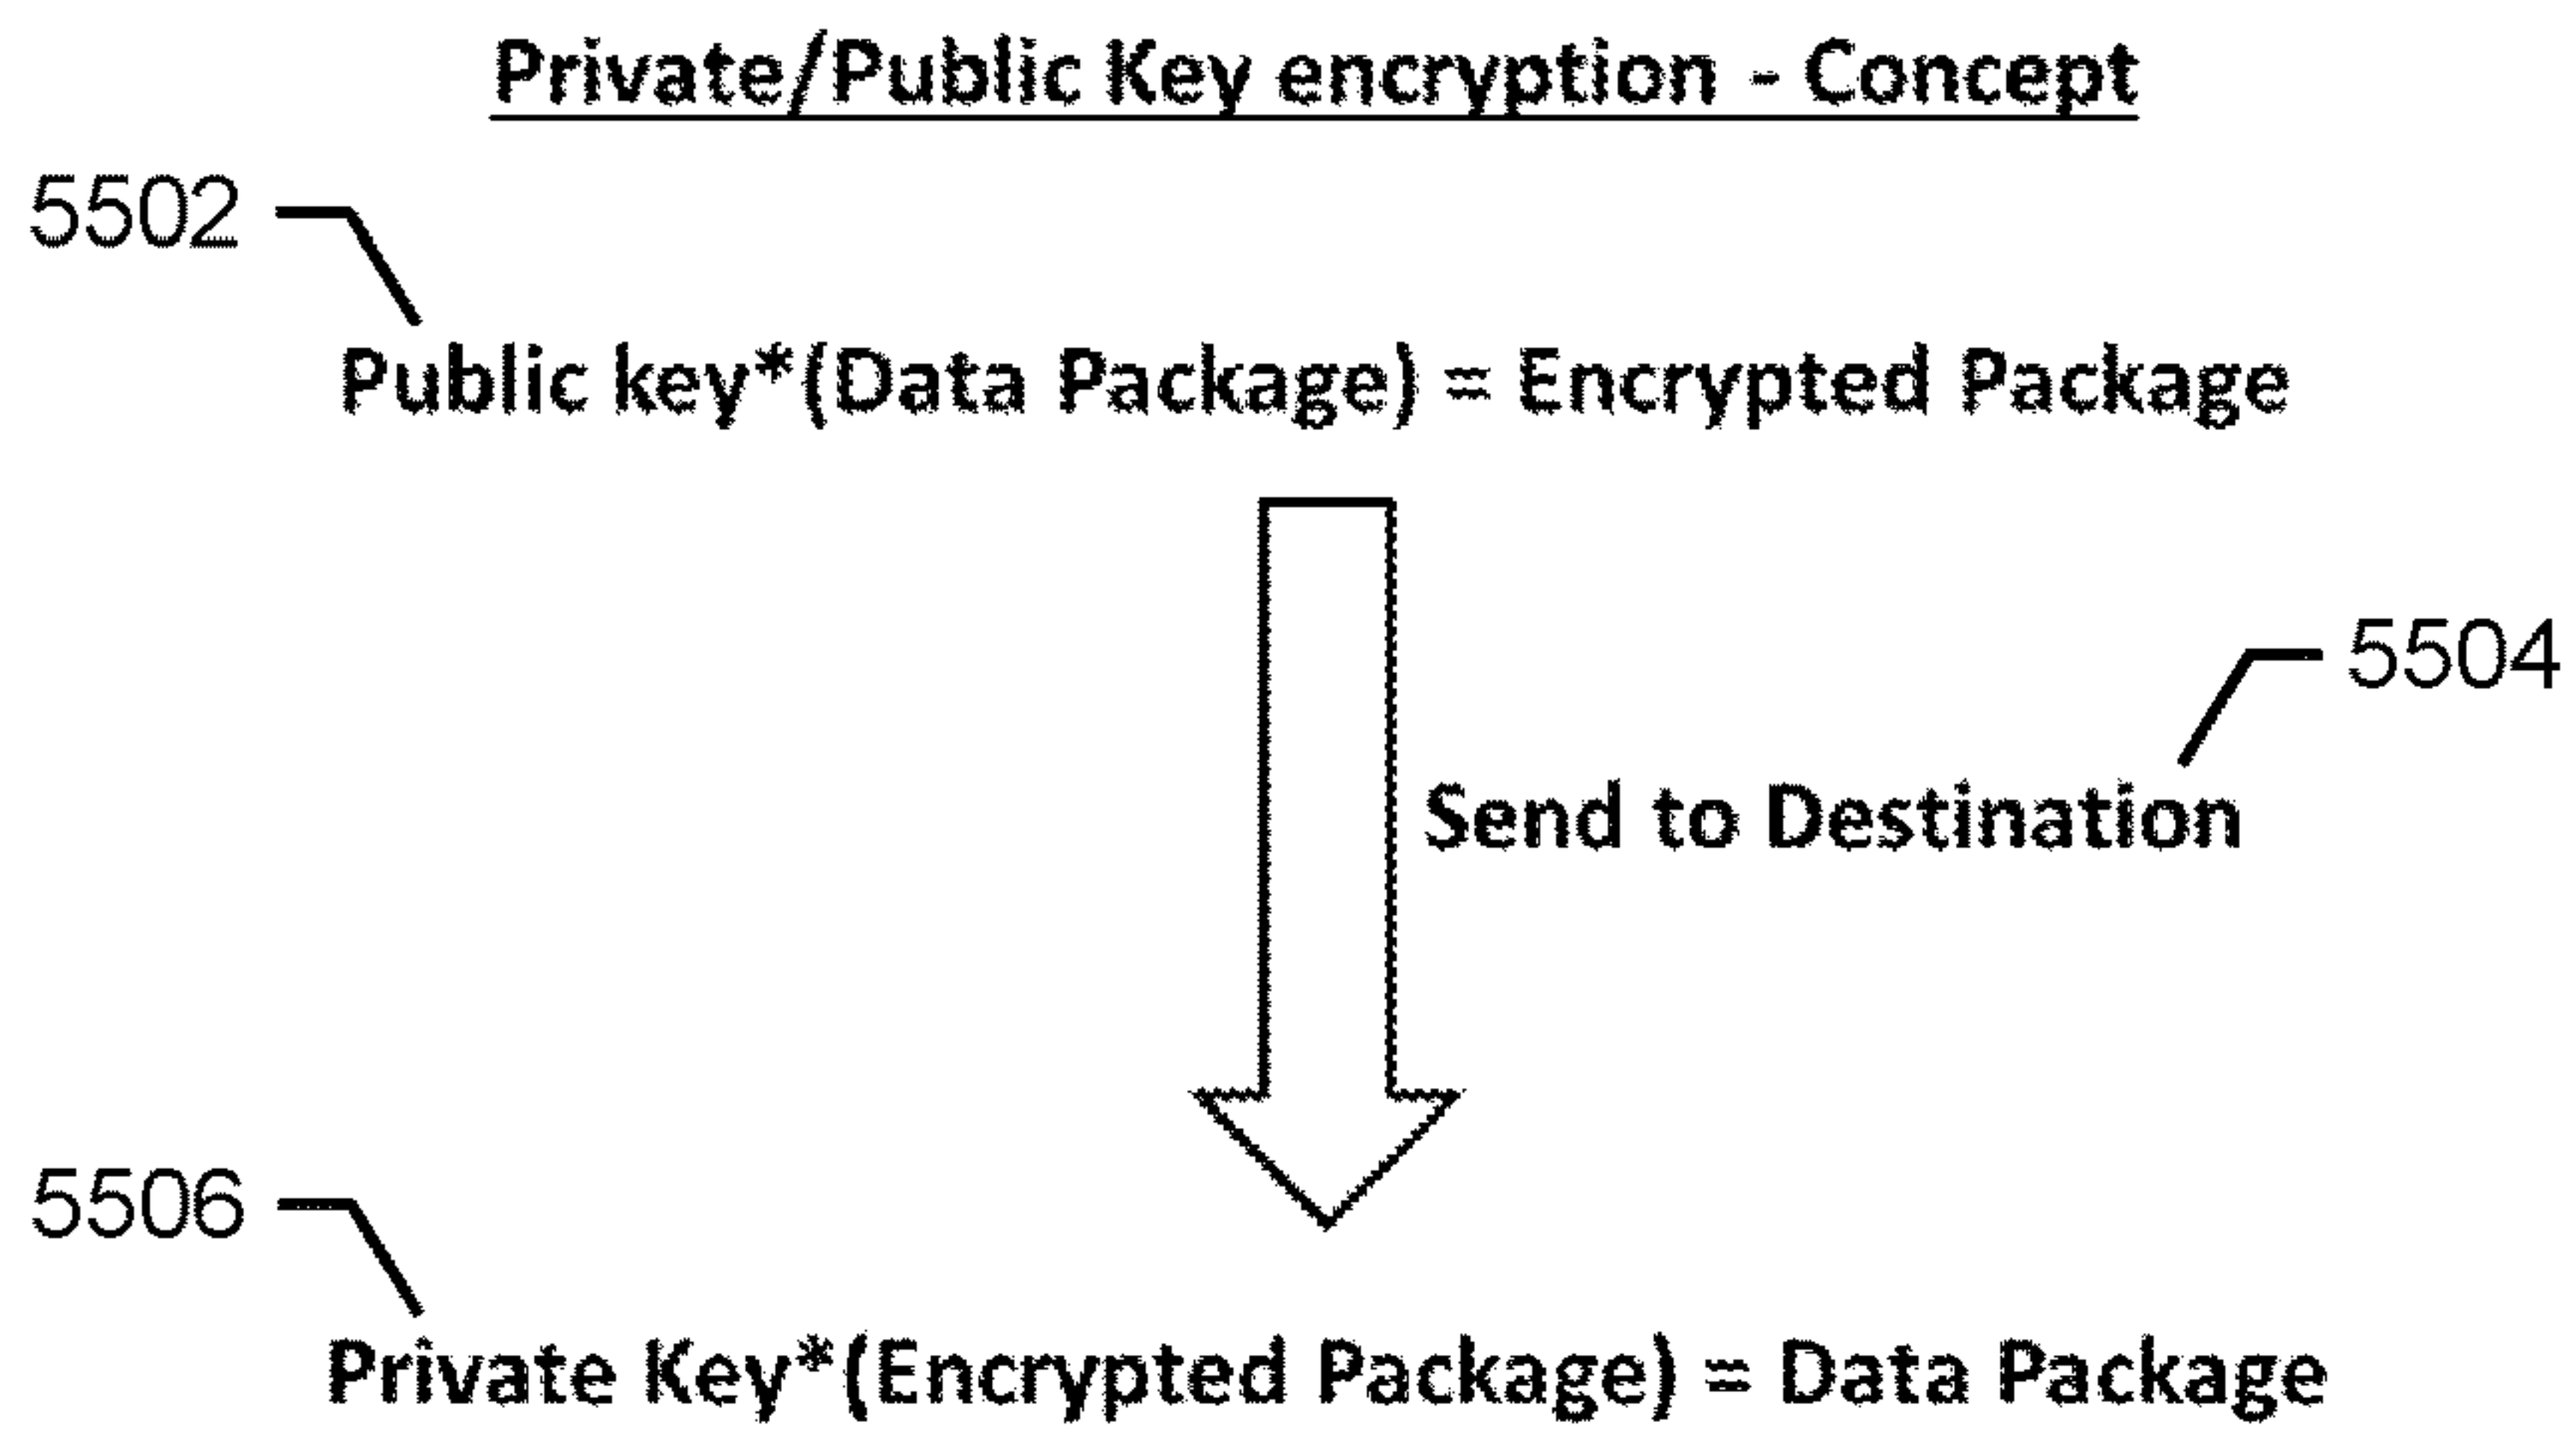 Private/Public Key encryption - Concept
5502
Public key*(Data Package) = Encrypted Package
5504
Send to Destination
5506
Private Key*(Encrypted Package) = Data Package